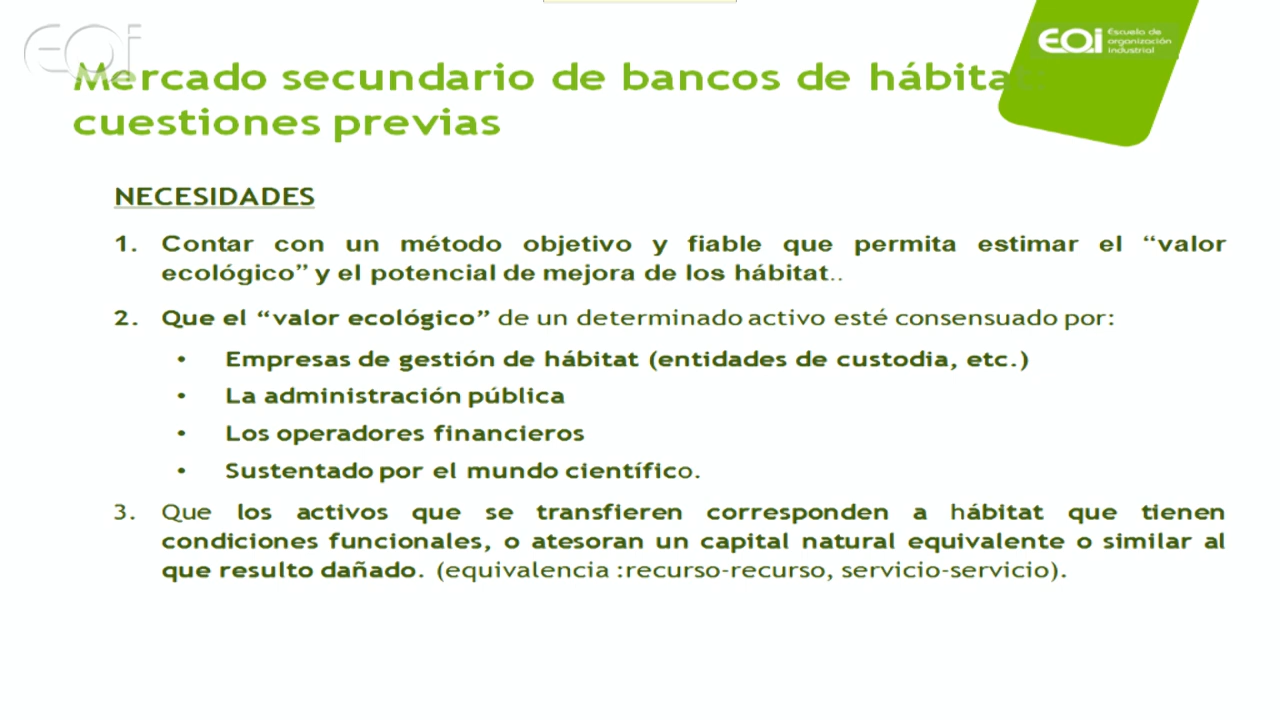 EOi
EOi Escuela de
organización
industrial
Mercado secundario de bancos de hábitat:
cuestiones previas
NECESIDADES
1. Contar con un método objetivo y fiable que permita estimar el “valor
ecológico” y el potencial de mejora de los hábitat..
2. Que el “valor ecológico” de un determinado activo esté consensuado por:
• Empresas de gestión de hábitat (entidades de custodia, etc.)
• La administración pública
• Los operadores financieros
• Sustentado por el mundo científico.
3. Que los activos que se transfieren corresponden a hábitat que tienen
condiciones funcionales, o atesoran un capital natural equivalente o similar al
que resulto dañado. (equivalencia :recurso-recurso, servicio-servicio).